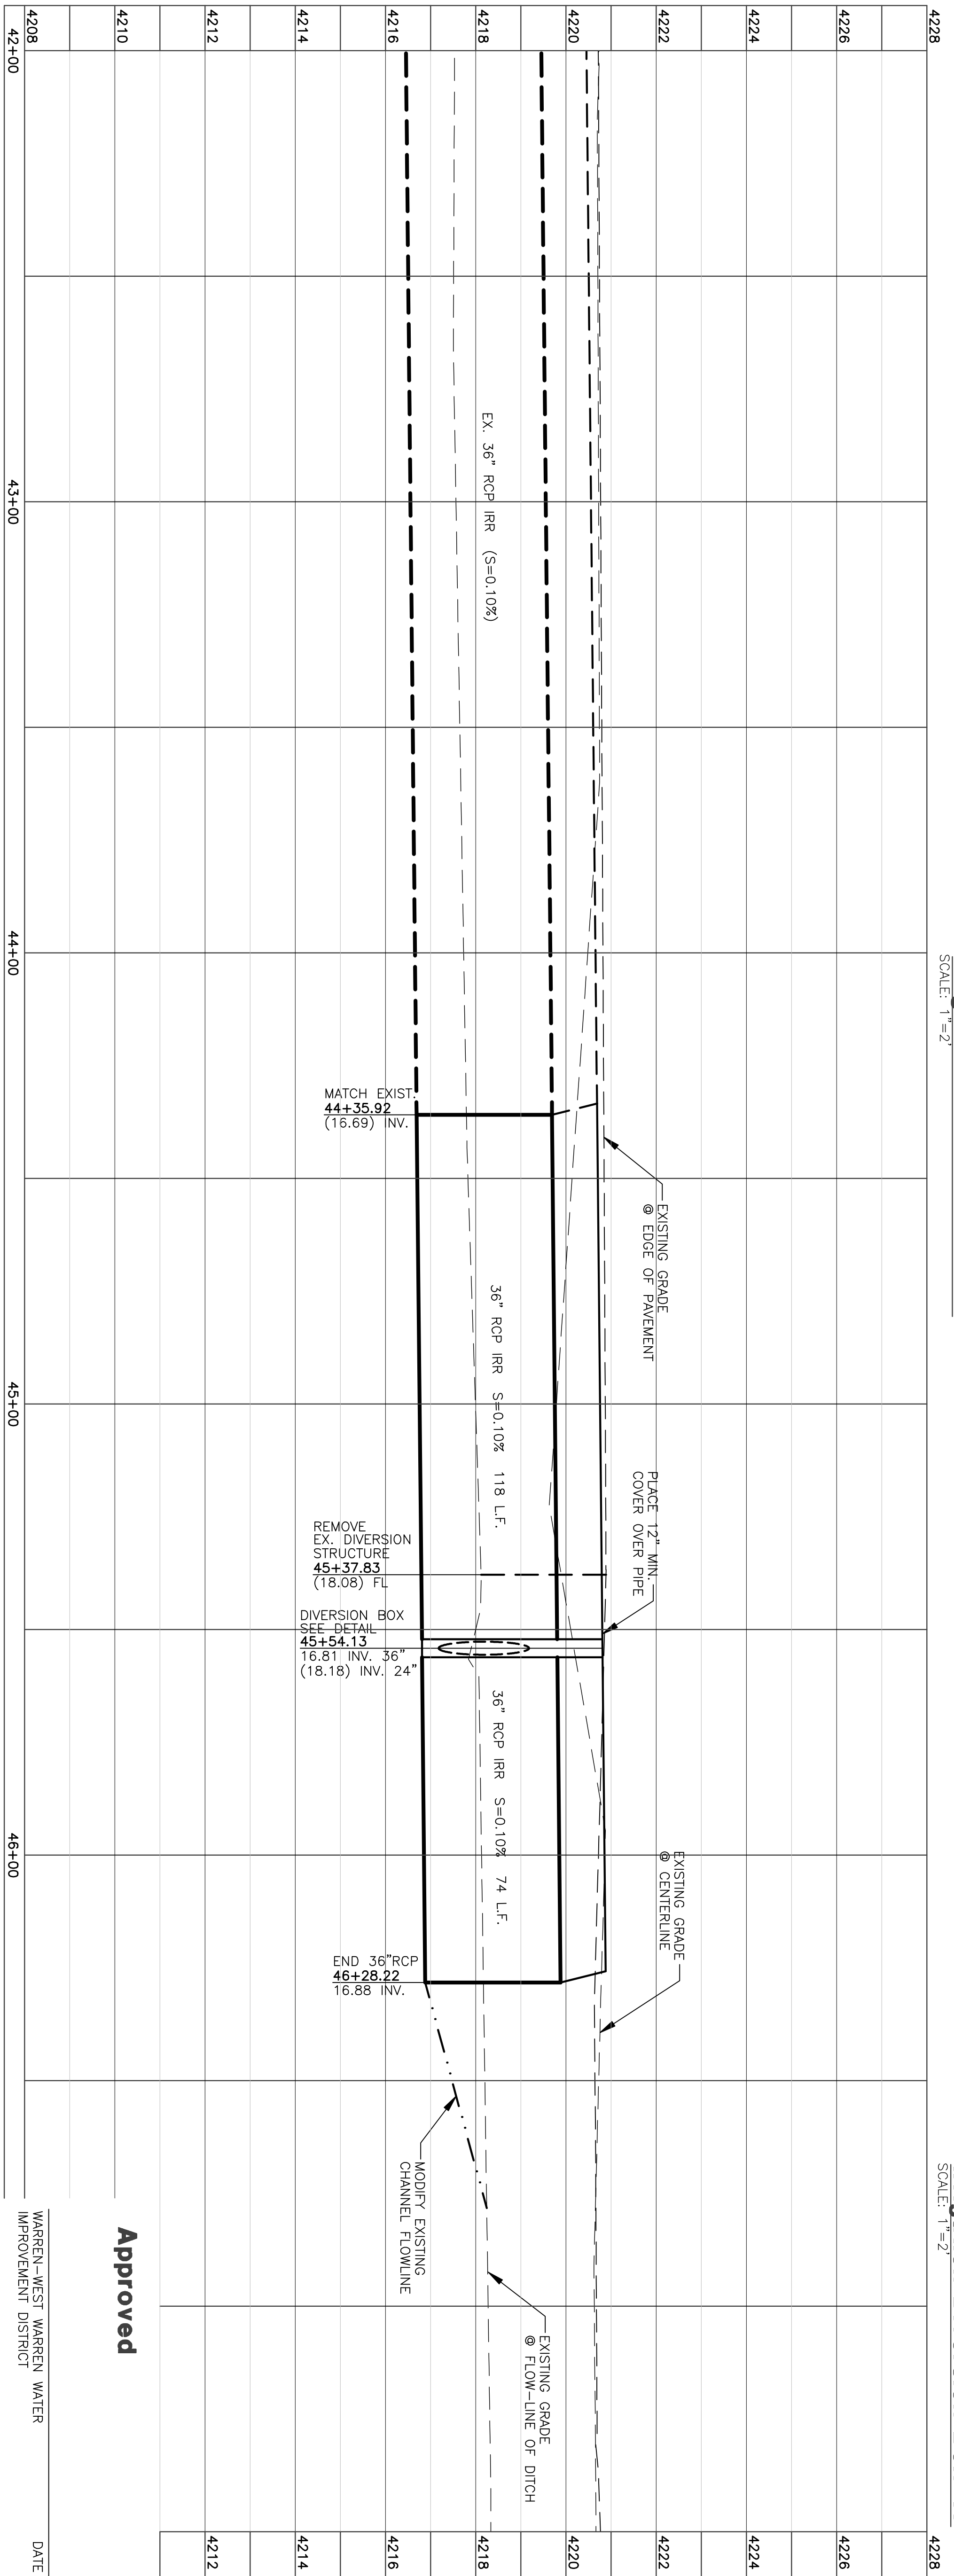 SCALE: 1"=2'
SCALE: 1"=2'
4228
4226
4224
4222
4220
4218
4216
4214
4212
4210
4208
4228
4226
4224
4222
4220
4218
4216
4214
4212
EX. 36" RCP IRR (S=0.10%)
MATCH EXIST.
44+35.92
(16.69) INV.
EXISTING GRADE
@ EDGE OF PAVEMENT
36" RCP IRR S=0.10% 118 L.F.
PLACE 12" MIN.
COVER OVER PIPE
REMOVE
EX. DIVERSION
STRUCTURE
45+37.83
(18.08) FL
DIVERSION BOX
SEE DETAIL
45+54.13
16.81 INV. 36"
(18.18) INV. 24"
36" RCP IRR S=0.10% 74 L.F.
EXISTING GRADE
@ CENTERLINE
END 36"RCP
46+28.22
16.88 INV.
MODIFY EXISTING
CHANNEL FLOWLINE
EXISTING GRADE
@ FLOW-LINE OF DITCH
42+00
43+00
44+00
45+00
46+00
Approved
WARREN-WEST WARREN WATER
IMPROVEMENT DISTRICT
DATE